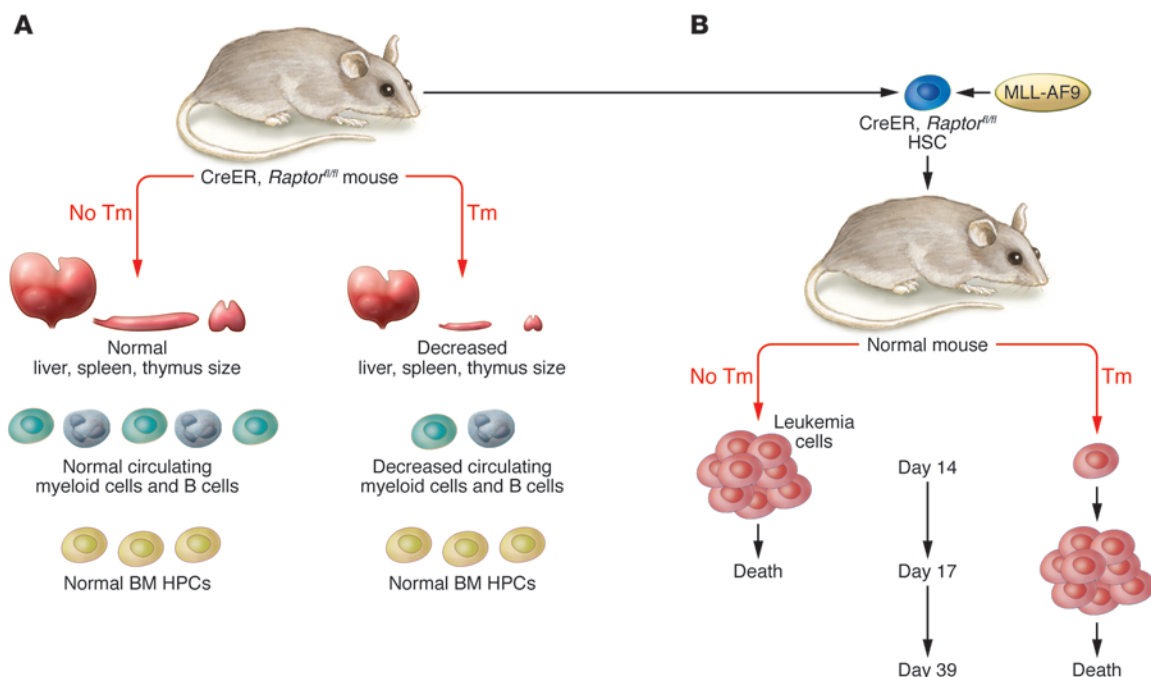 A
CreER, Raptorfl/fl mouse
No Tm
Tm
Normal
liver, spleen, thymus size
Decreased
liver, spleen, thymus size
Normal circulating
myeloid cells and B cells
Decreased circulating
myeloid cells and B cells
Normal BM HPCs
Normal BM HPCs
B
MLL-AF9
CreER, Raptorfl/fl
HSC
Normal mouse
No Tm
Tm
Leukemia
cells
Day 14
Death
Day 17
Day 39
Death